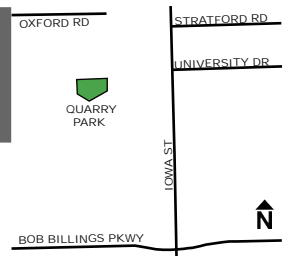 OXFORD RD
STRATFORD RD
UNIVERSITY DR
QUARRY
PARK
IOWA ST
BOB BILLINGS PKWY
N